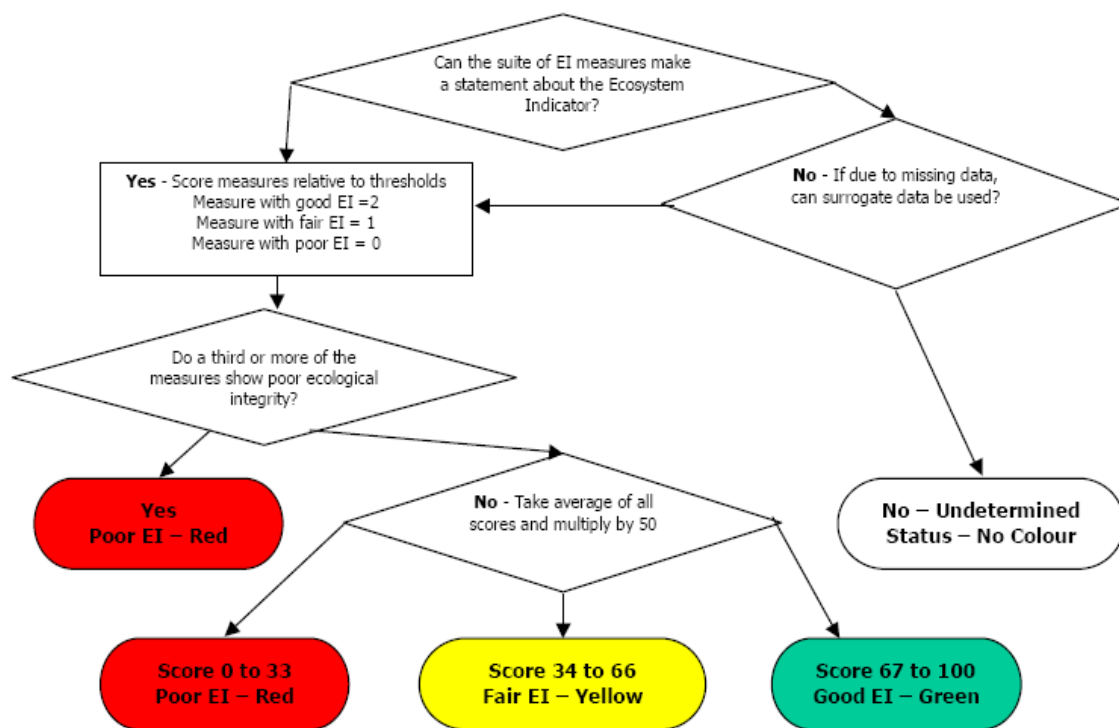 Can the suite of EI measures make
a statement about the Ecosystem
Indicator?
Yes - Score measures relative to thresholds
Measure with good EI =2
Measure with fair EI = 1
Measure with poor EI = 0
No - If due to missing data,
can surrogate data be used?
Do a third or more of the
measures show poor ecological
integrity?
Yes
Poor EI – Red
No - Take average of all
scores and multiply by 50
No – Undetermined
Status – No Colour
Score 0 to 33
Poor EI – Red
Score 34 to 66
Fair EI – Yellow
Score 67 to 100
Good EI – Green